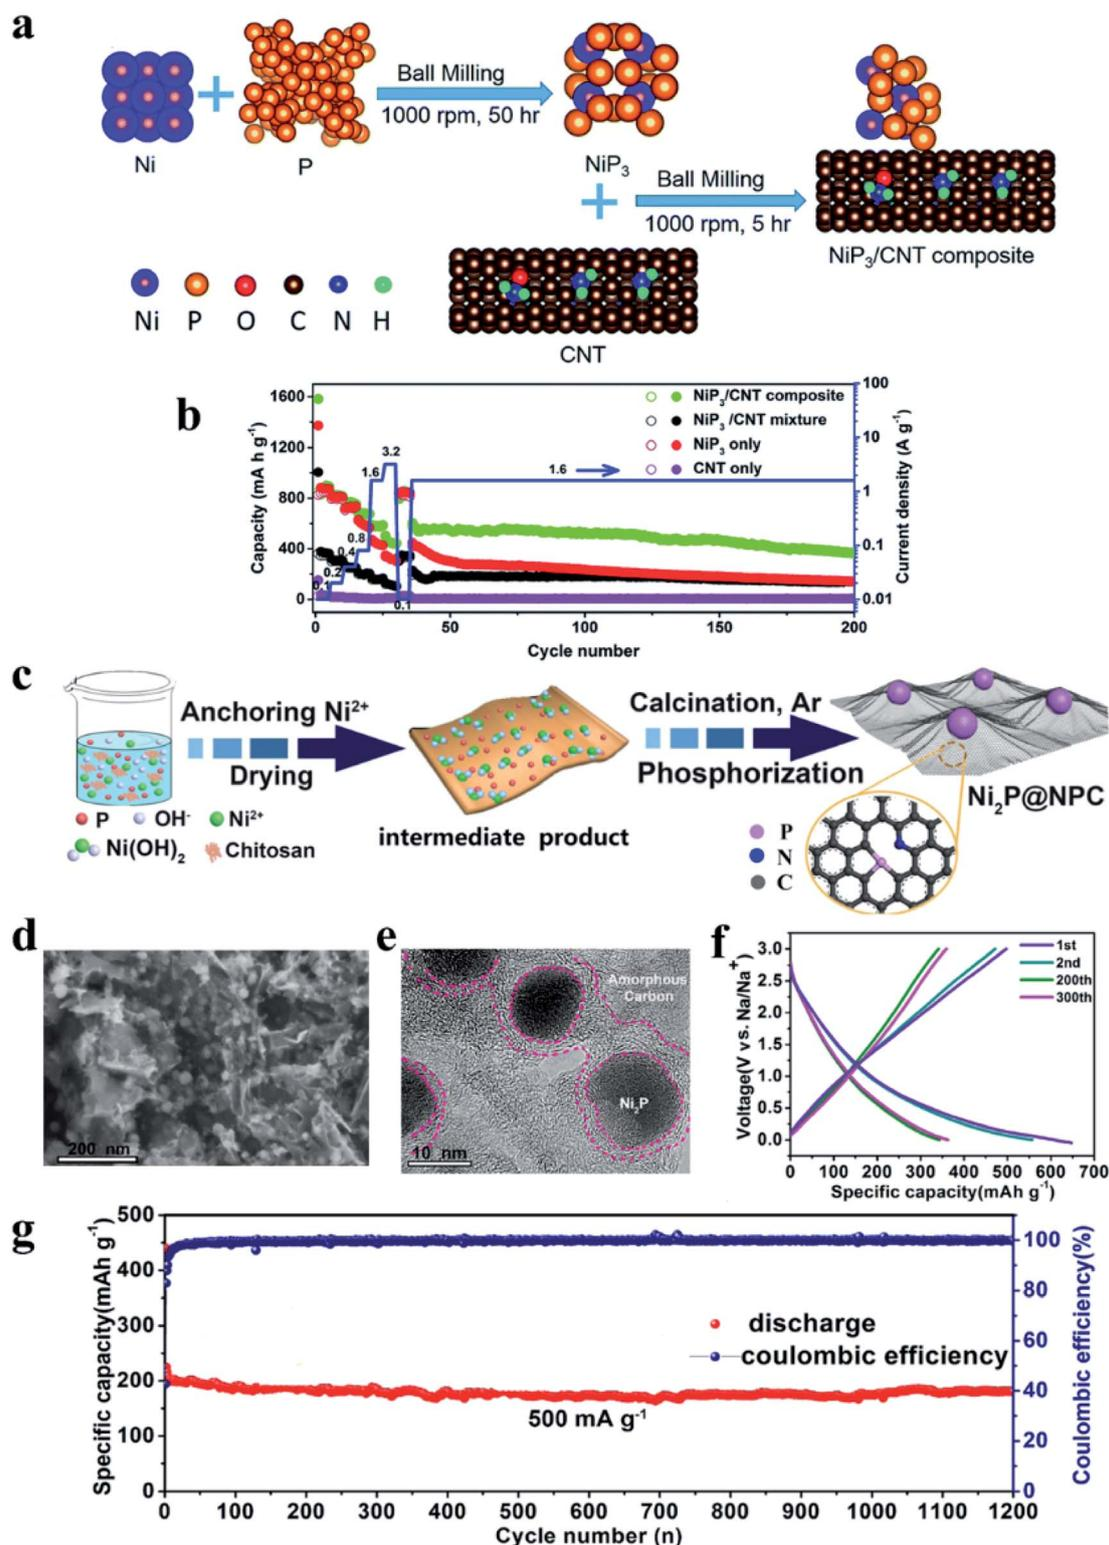 a
Ball Milling
1000 rpm, 50 hr
Ni
P
NiP3
Ball Milling
1000 rpm, 5 hr
NiP3/CNT composite
Ni P O C N H
CNT
b
Capacity (mA h g-1)
1600
1200
800
400
0
0.1
0.2
0.4
0.8
1.6
3.2
0.1
1.6
NiP3/CNT composite
NiP3 /CNT mixture
NiP3 only
CNT only
100
10
1
0.1
0.01
Current density (A g-1)
0 50 100 150 200
Cycle number
c
Anchoring Ni2+
Drying
Calcination, Ar
Phosphorization
P OH- Ni2+
Ni(OH)2 Chitosan
intermediate product
Ni2P@NPC
P
N
C
d
200 nm
e
Amorphous
Carbon
Ni2P
10 nm
f
Voltage(V vs. Na/Na+)
3.0
2.5
2.0
1.5
1.0
0.5
0.0
1st
2nd
200th
300th
0 100 200 300 400 500 600 700
Specific capacity(mAh g-1)
g
Specific capacity(mAh g-1)
500
400
300
200
100
0
discharge
coulombic efficiency
500 mA g-1
100
80
60
40
20
0
Coulombic efficiency(%)
0 100 200 300 400 500 600 700 800 900 1000 1100 1200
Cycle number (n)